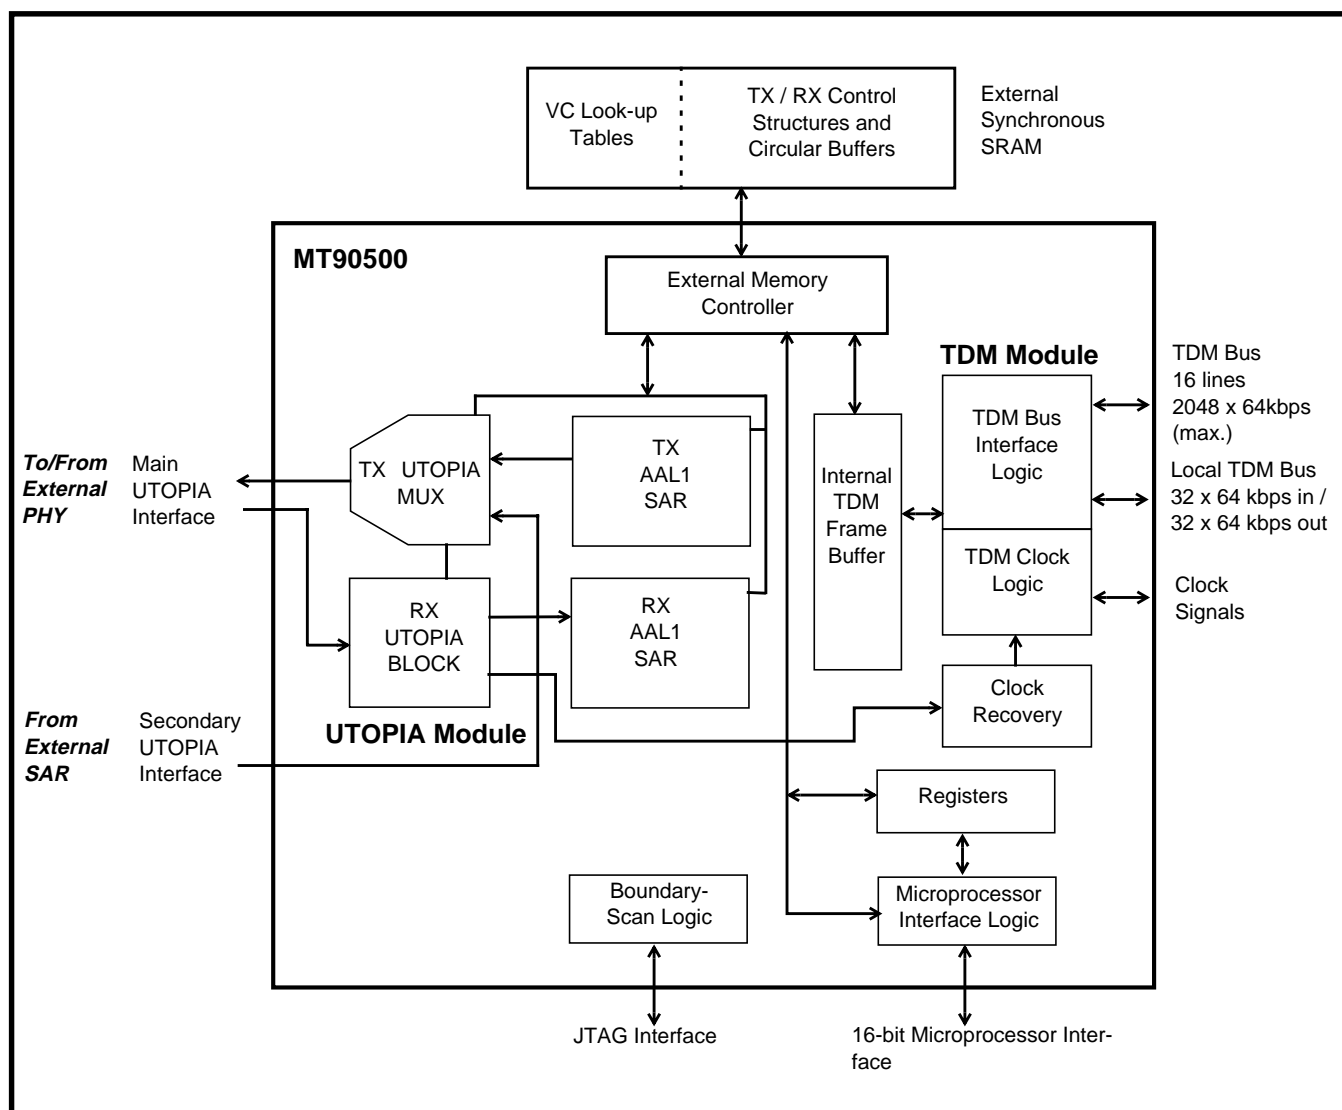 VC Look-up
Tables
TX / RX Control
Structures and
Circular Buffers
External
Synchronous
SRAM
MT90500
External Memory
Controller
TDM Module
TDM Bus
16 lines
2048 x 64kbps
(max.)
Local TDM Bus
32 x 64 kbps in /
32 x 64 kbps out
Clock
Signals
TDM Bus
Interface
Logic
TDM Clock
Logic
Internal
TDM
Frame
Buffer
TX
AAL1
SAR
TX UTOPIA
MUX
To/From
External
PHY
Main
UTOPIA
Interface
RX
UTOPIA
BLOCK
RX
AAL1
SAR
Clock
Recovery
UTOPIA Module
From
External
SAR
Secondary
UTOPIA
Interface
Registers
Boundary-
Scan Logic
Microprocessor
Interface Logic
JTAG Interface
16-bit Microprocessor Inter-
face